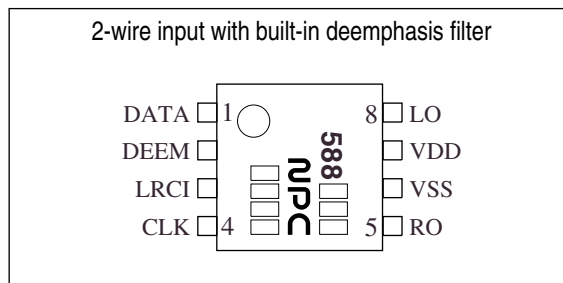 2-wire input with built-in deemphasis filter
DATA 1 8 LO
DEEM VDD
LRCI VSS
CLK 4 5 RO
NPC
588